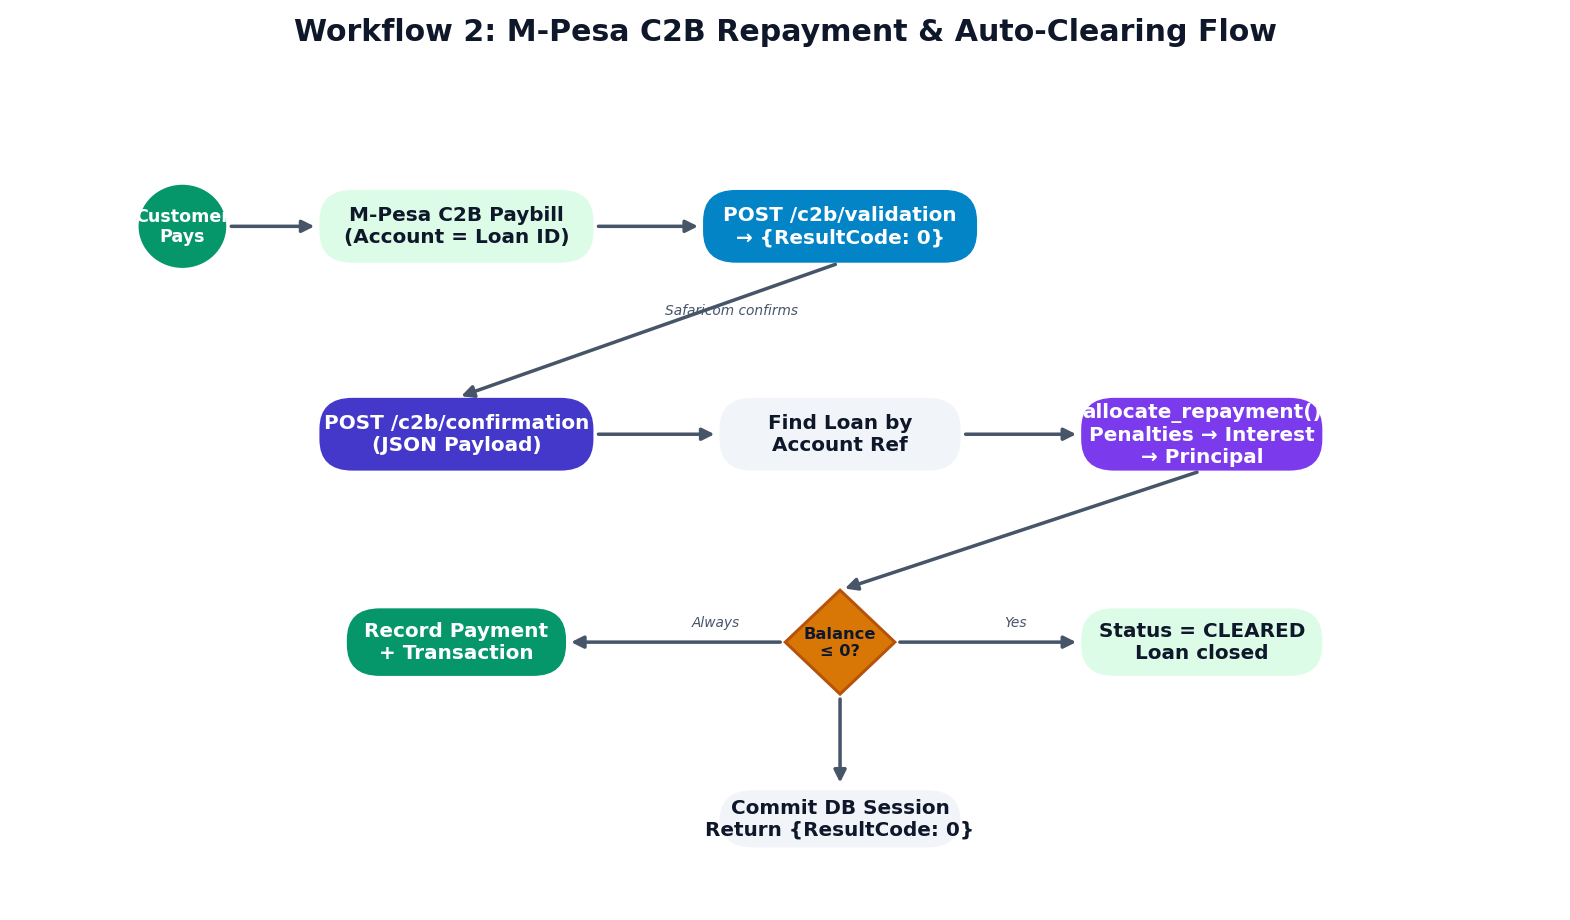 Workflow 2: M-Pesa C2B Repayment & Auto-Clearing Flow
Customer
Pays
M-Pesa C2B Paybill
(Account = Loan ID)
POST /c2b/validation
→ {ResultCode: 0}
Safaricom confirms
POST /c2b/confirmation
(JSON Payload)
Find Loan by
Account Ref
allocate_repayment()
Penalties → Interest
→ Principal
Record Payment
+ Transaction
Always
Balance
≤ 0?
Yes
Status = CLEARED
Loan closed
Commit DB Session
Return {ResultCode: 0}